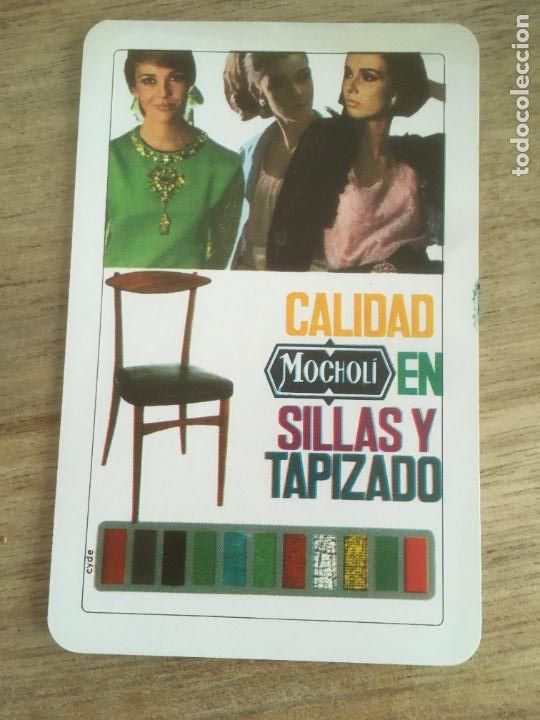 CALIDAD
MOCHOLÍ EN
SILLAS Y
TAPIZADO
cyde
todocoleccion